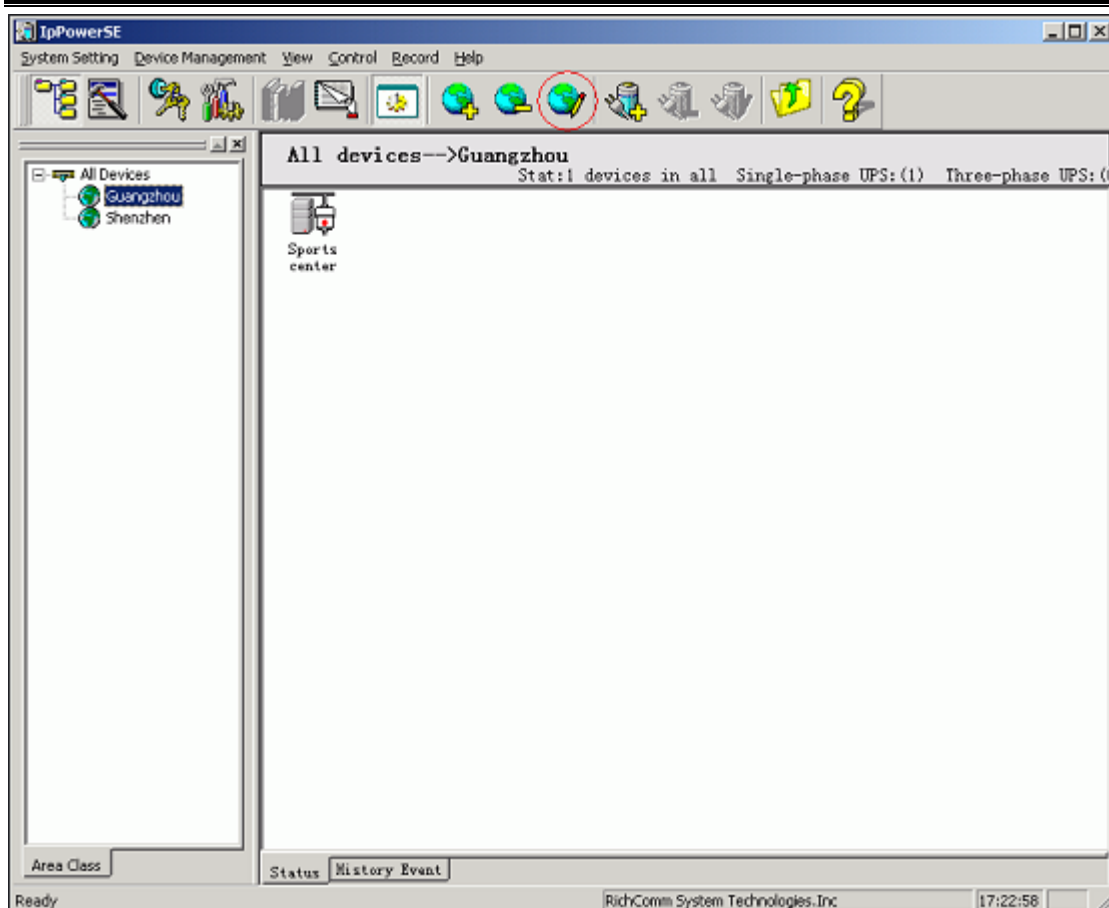 IpPowerSE
System Setting Device Management View Control Record Help
All devices-->Guangzhou
Stat:1 devices in all Single-phase UPS:(1) Three-phase UPS:(
All Devices
Guangzhou
Shenzhen
Sports
center
Area Class
Status History Event
Ready RichComm System Technologies.Inc 17:22:58